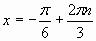 x = -π/6 + 2πn/3